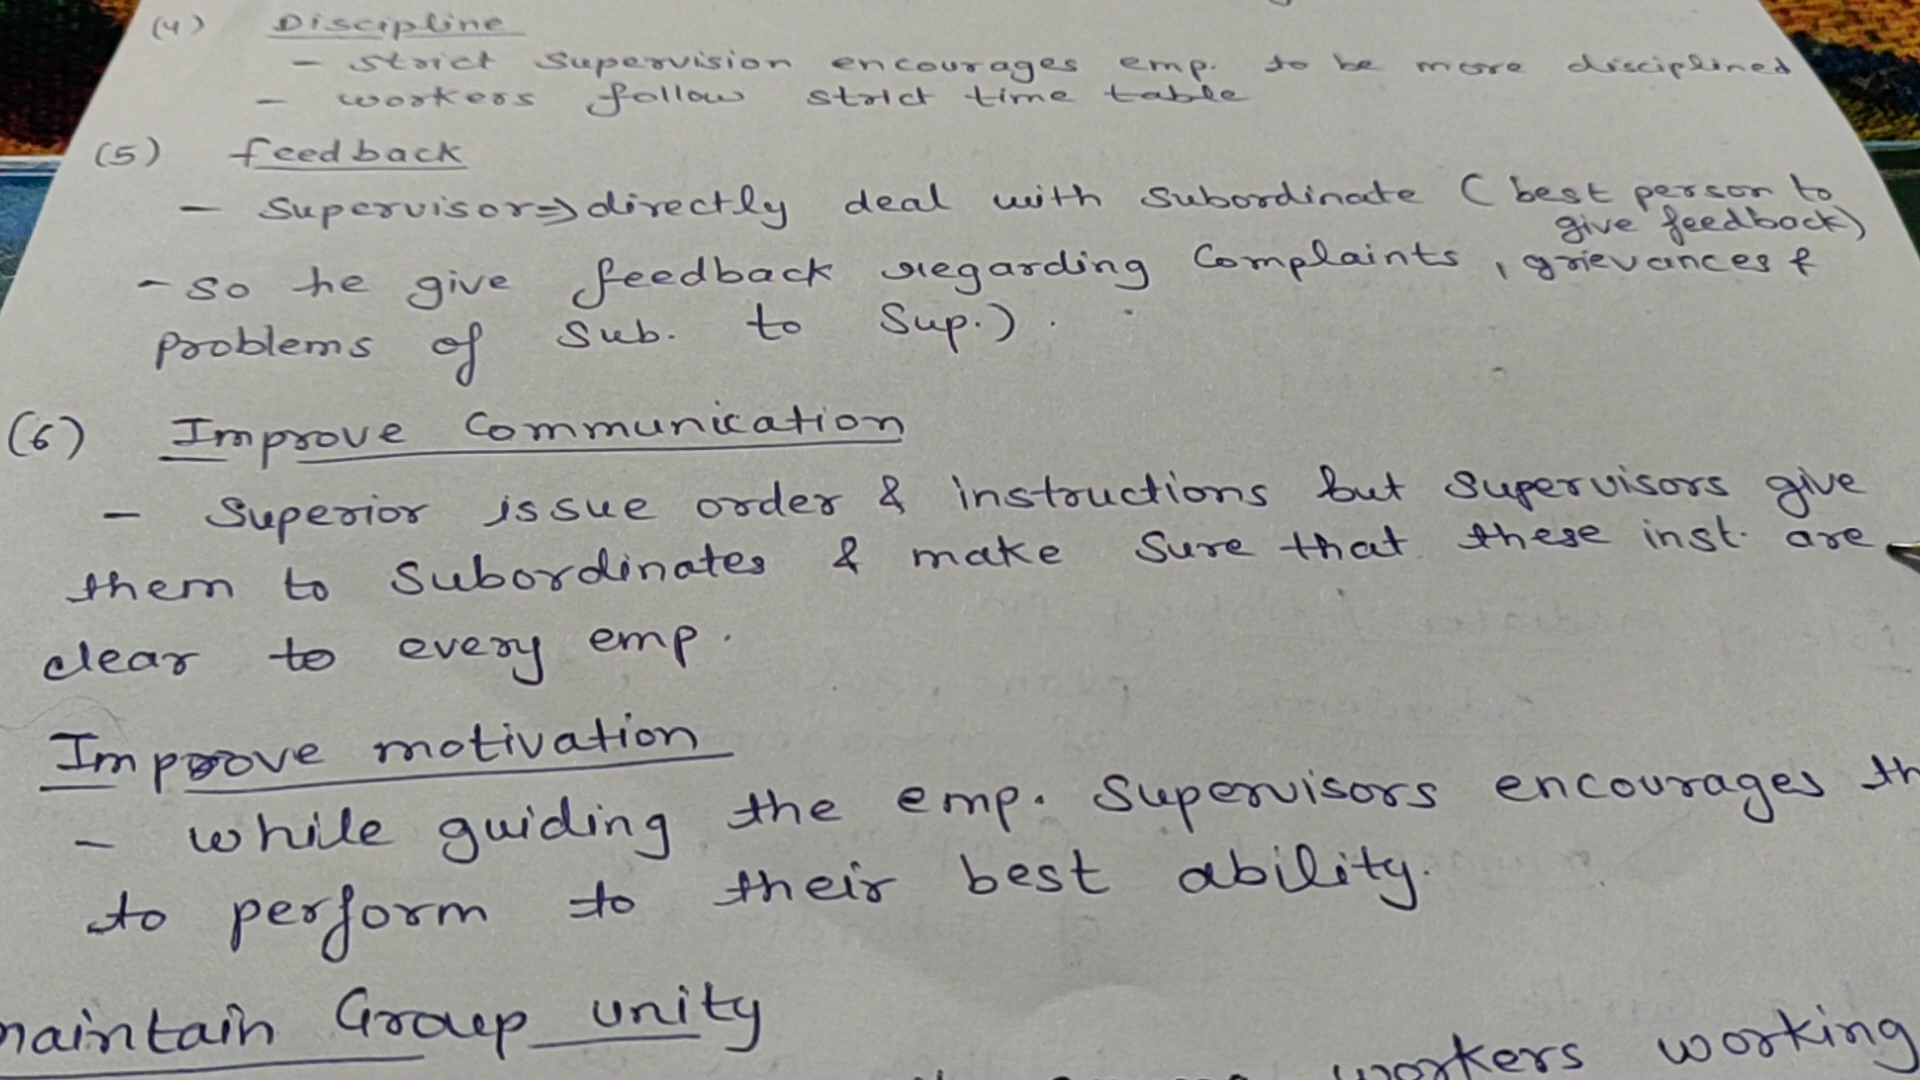 (4) Discipline
- strict supervision encourages emp. to be more disciplined
- workers follow strict time table
(5) feedback
- Supervisor⇒directly deal with Subordinate (best person to
give feedback)
- so he give feedback regarding Complaints, grievances &
problems of Sub. to Sup.).
(6) Improve Communication
- Superior issue order & instructions but Supervisors give
them to Subordinates & make Sure that these inst. are
clear to every emp.
Improve motivation
- while guiding the emp. Supervisors encourages
to perform to their best ability.
maintain Group unity
workers working